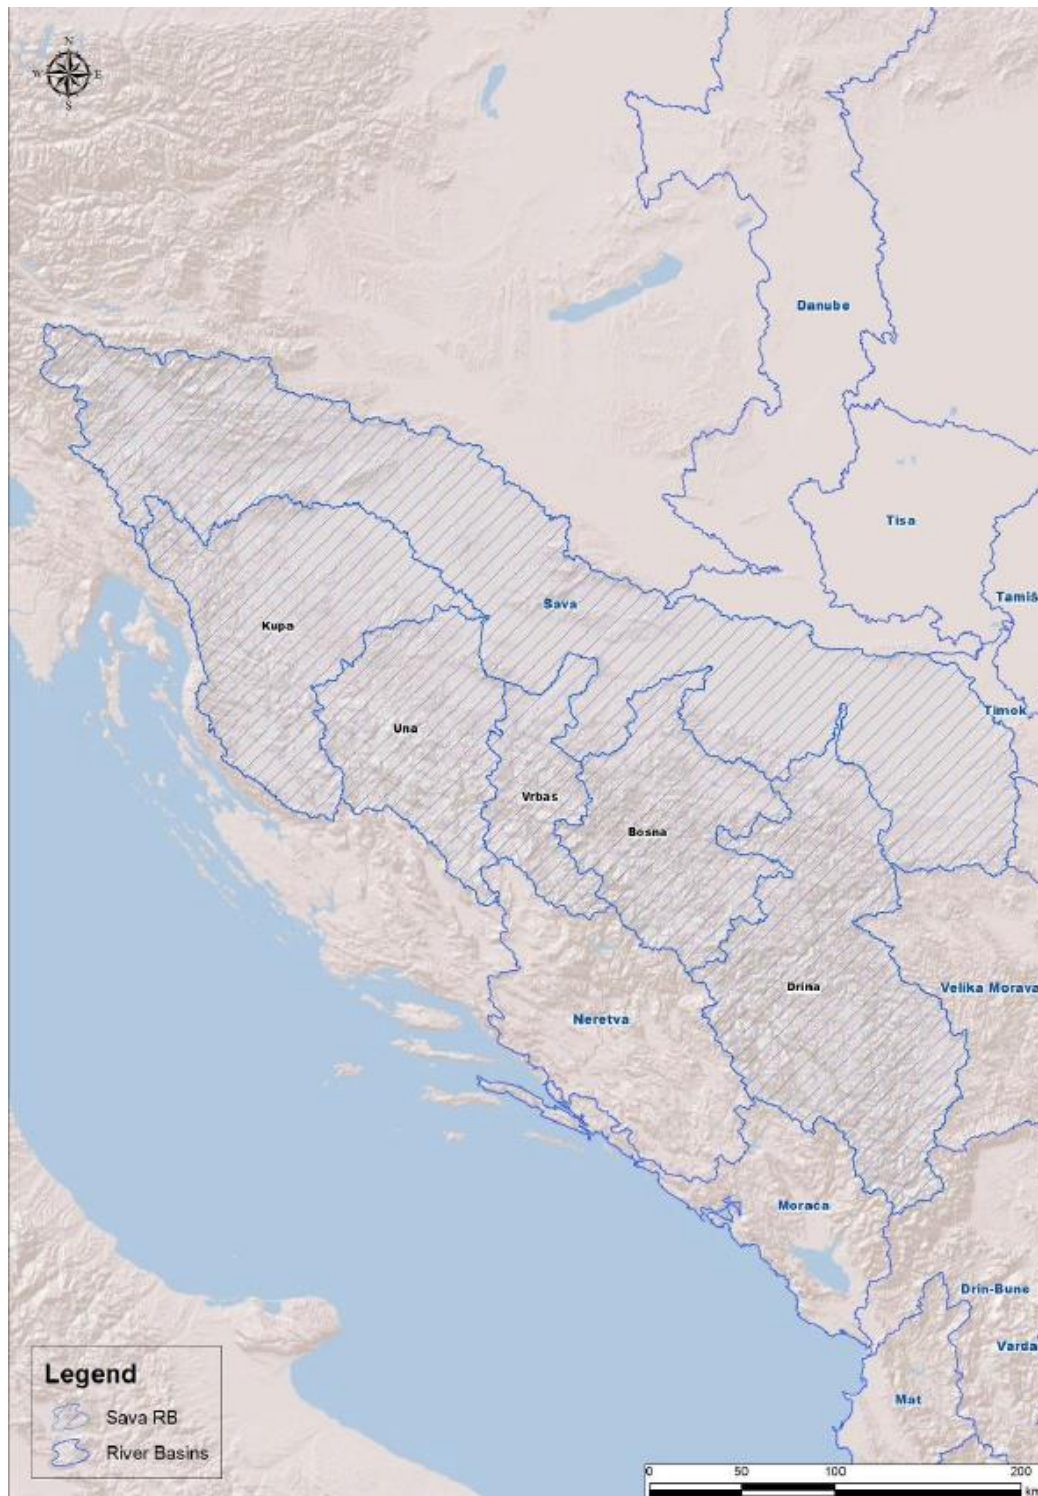 N
W E
S
Danube
Tisa
Tamiš
Sava
Kupa
Timok
Una
Vrbas
Bosna
Drina
Velika Morava
Neretva
Moraca
Drin-Bune
Varda
Mat
Legend
Sava RB
River Basins
0 50 100 200
km